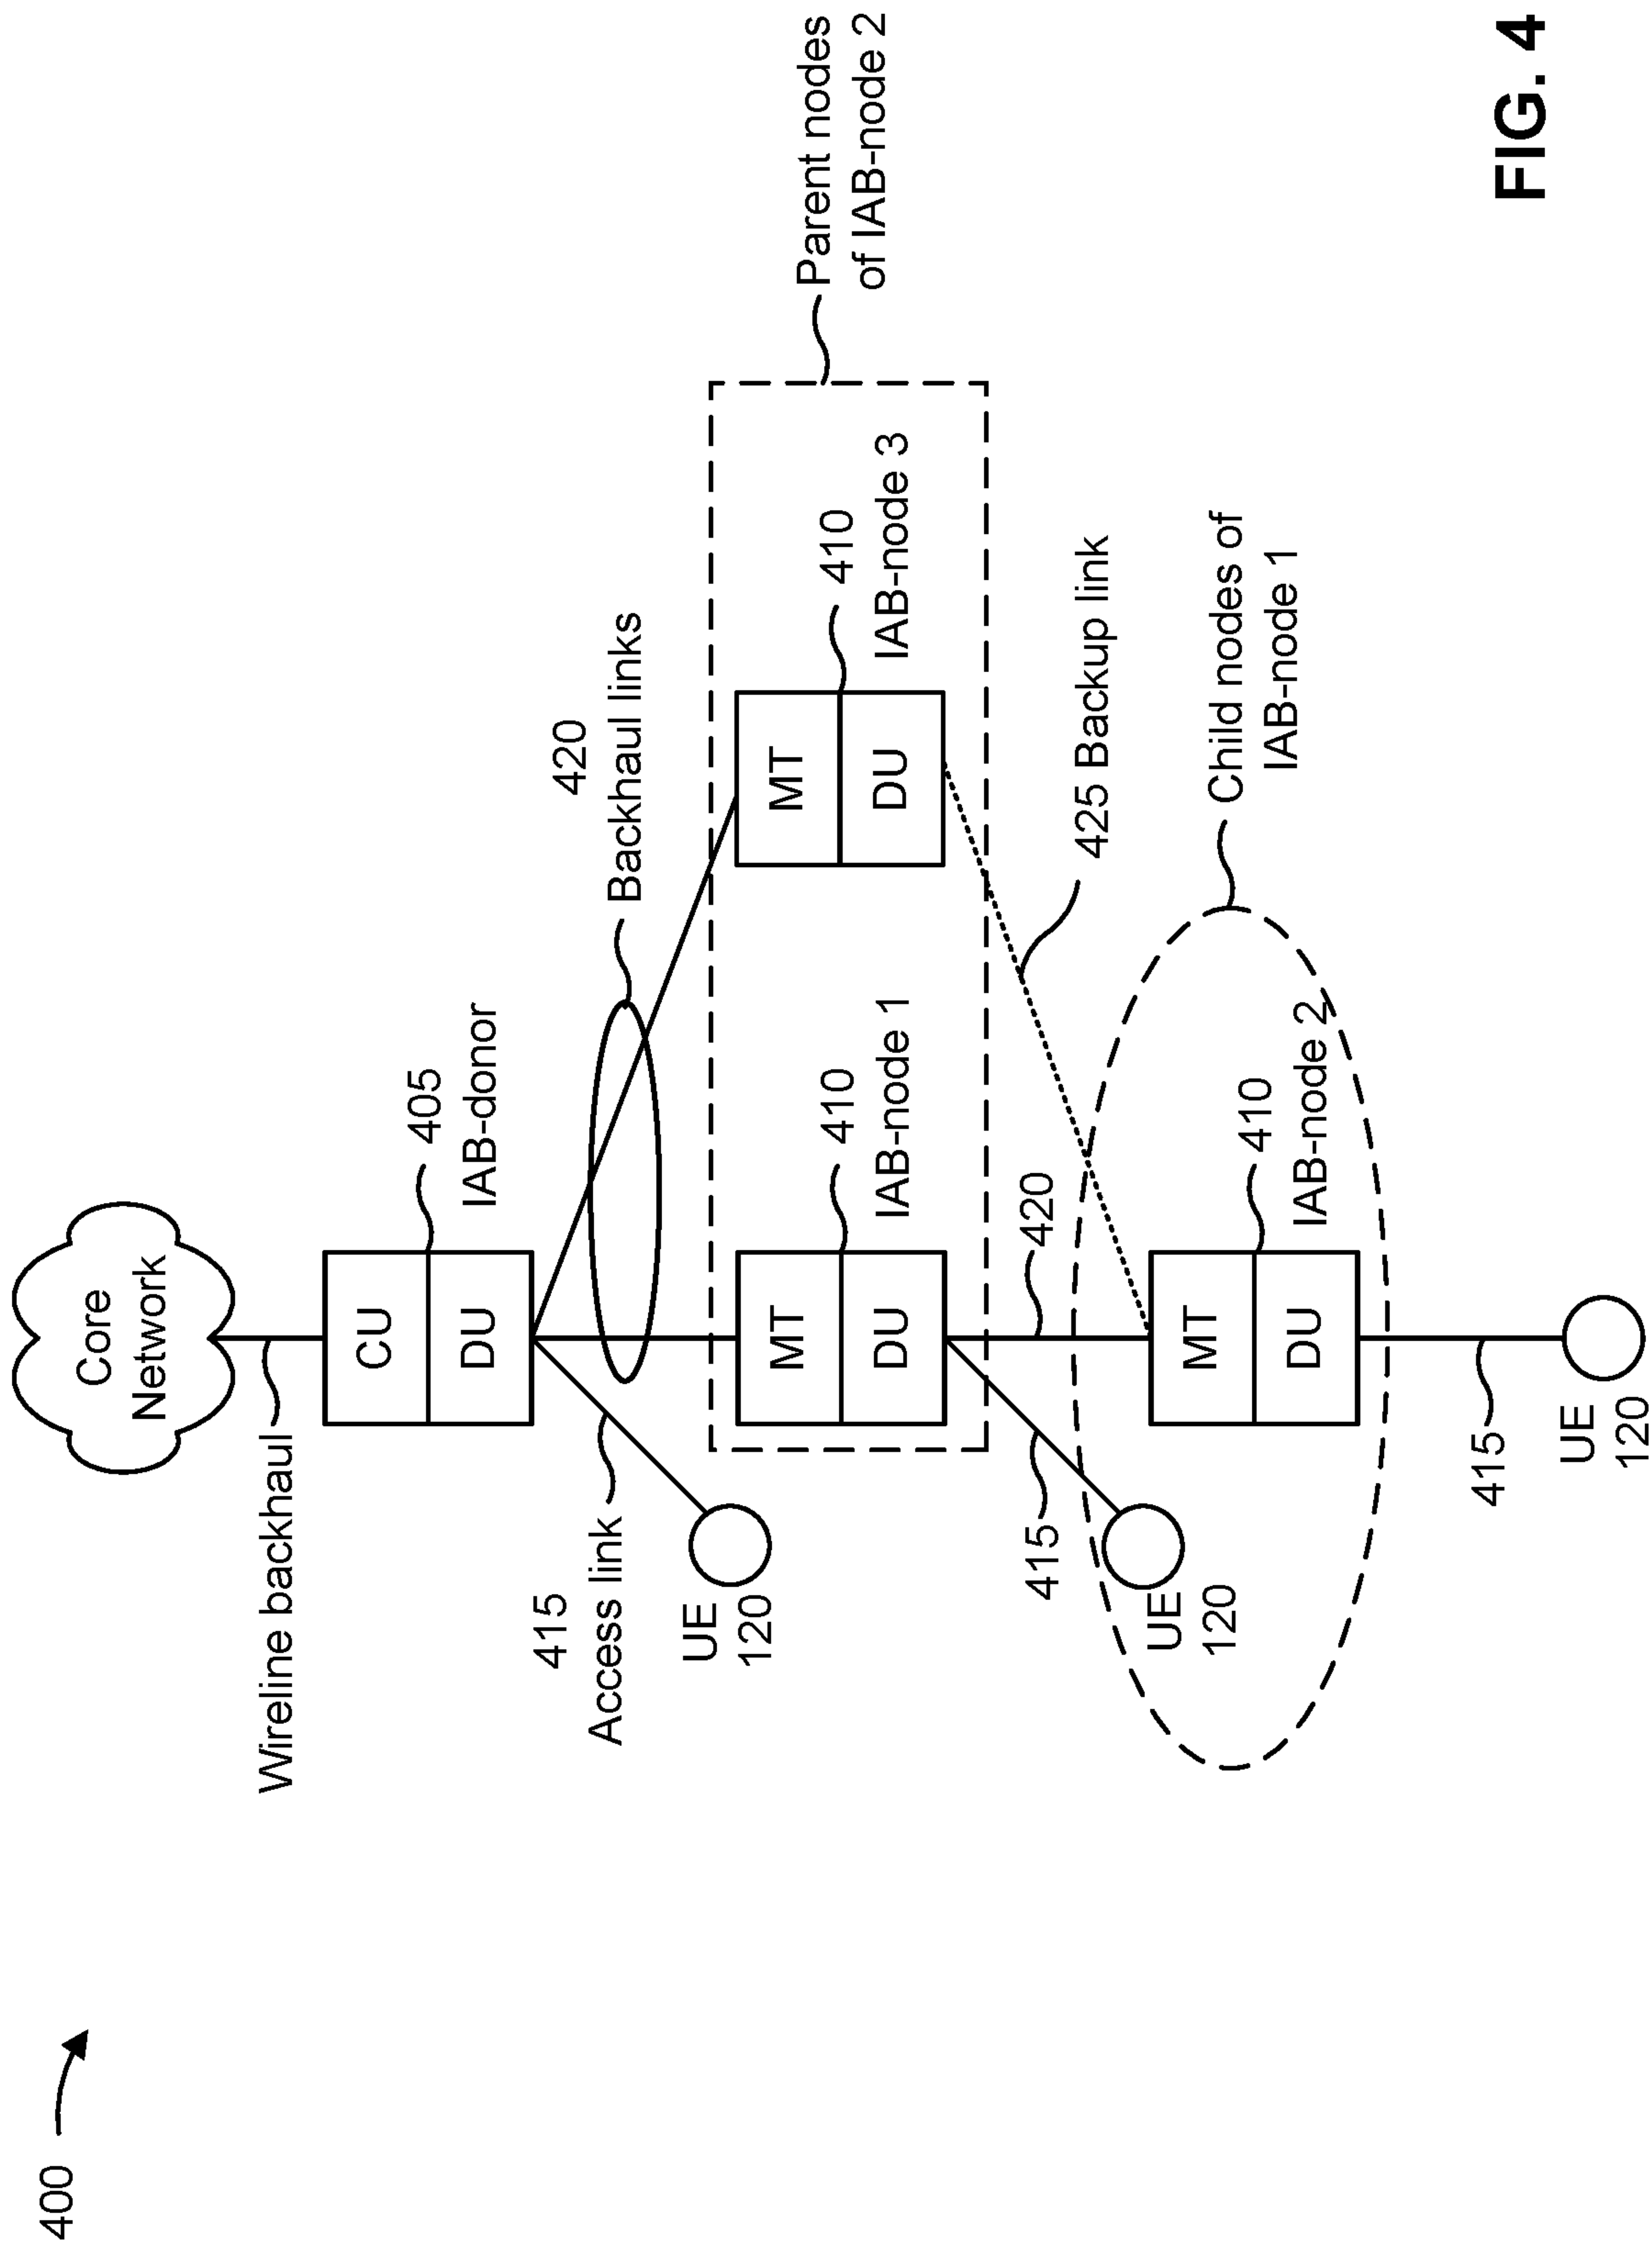 400
Core
Network
Wireline backhaul
CU
DU
405
IAB-donor
415
Access link
420
Backhaul links
UE
120
MT
DU
410
IAB-node 1
MT
DU
410
IAB-node 3
Parent nodes
of IAB-node 2
415
420
425 Backup link
UE
120
MT
DU
410
IAB-node 2
Child nodes of
IAB-node 1
415
UE
120
FIG. 4